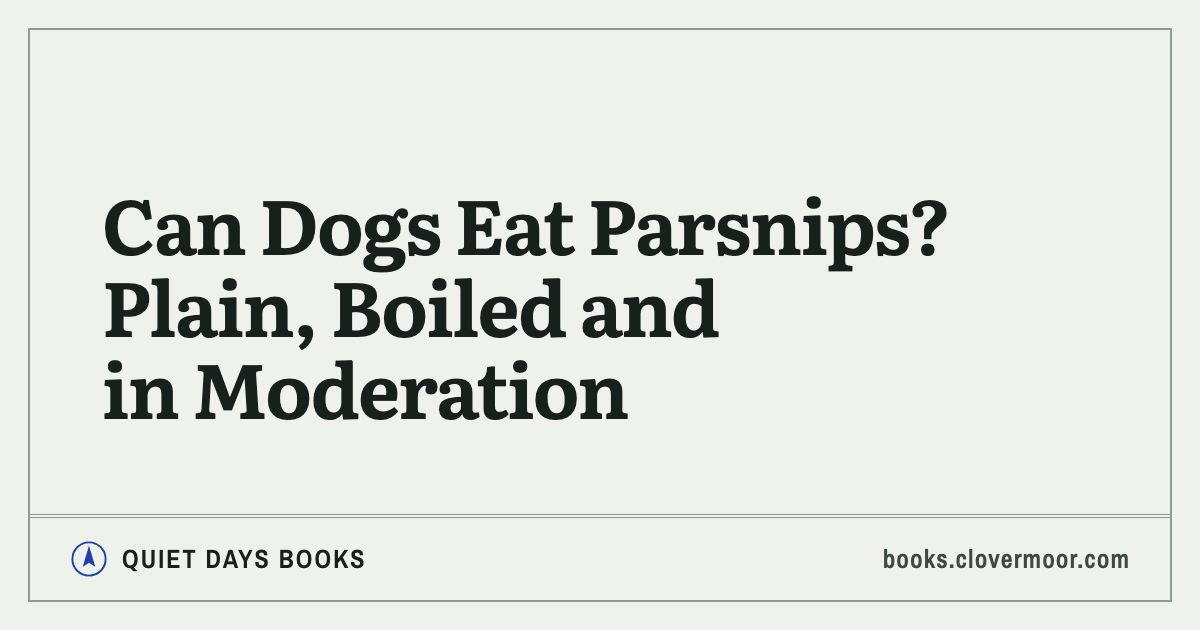 Can Dogs Eat Parsnips?
Plain, Boiled and
in Moderation
QUIET DAYS BOOKS
books.clovermoor.com